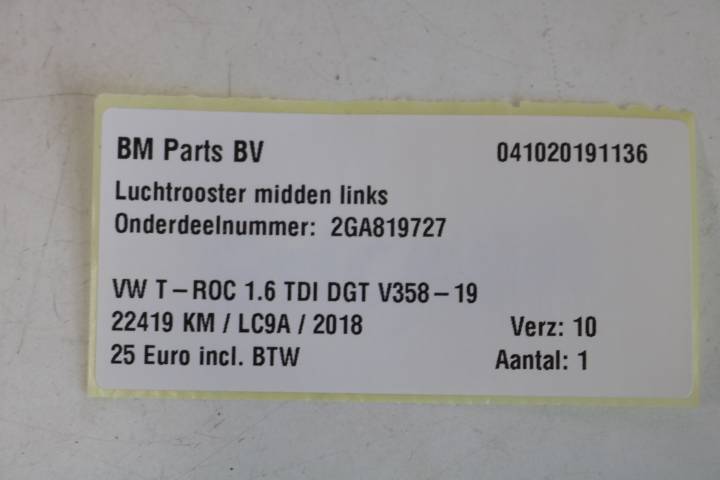 BM Parts BV 041020191136
Luchtrooster midden links
Onderdeelnummer: 2GA819727
VW T-ROC 1.6 TDI DGT V358-19
22419 KM / LC9A / 2018 Verz: 10
25 Euro incl. BTW Aantal: 1